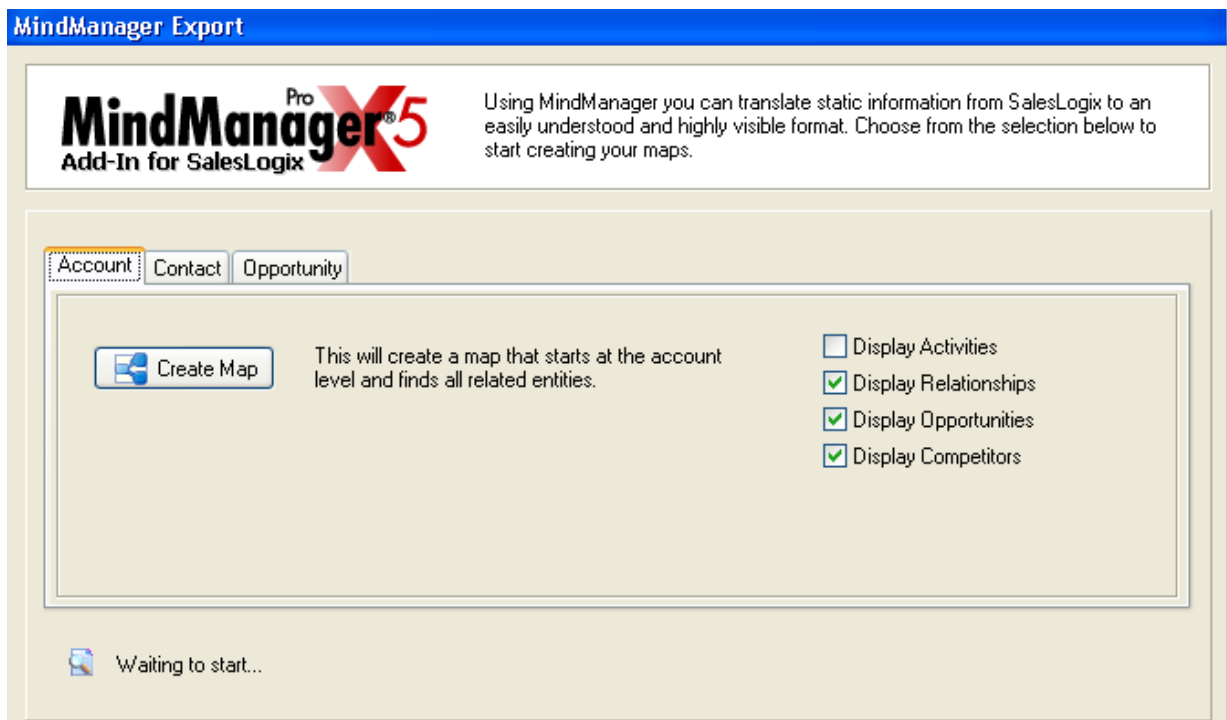 MindManager Export
Pro
MindManager® X5
Add-In for SalesLogix
Using MindManager you can translate static information from SalesLogix to an
easily understood and highly visible format. Choose from the selection below to
start creating your maps.
Account Contact Opportunity
Create Map
This will create a map that starts at the account
level and finds all related entities.
Display Activities
Display Relationships
Display Opportunities
Display Competitors
Waiting to start...